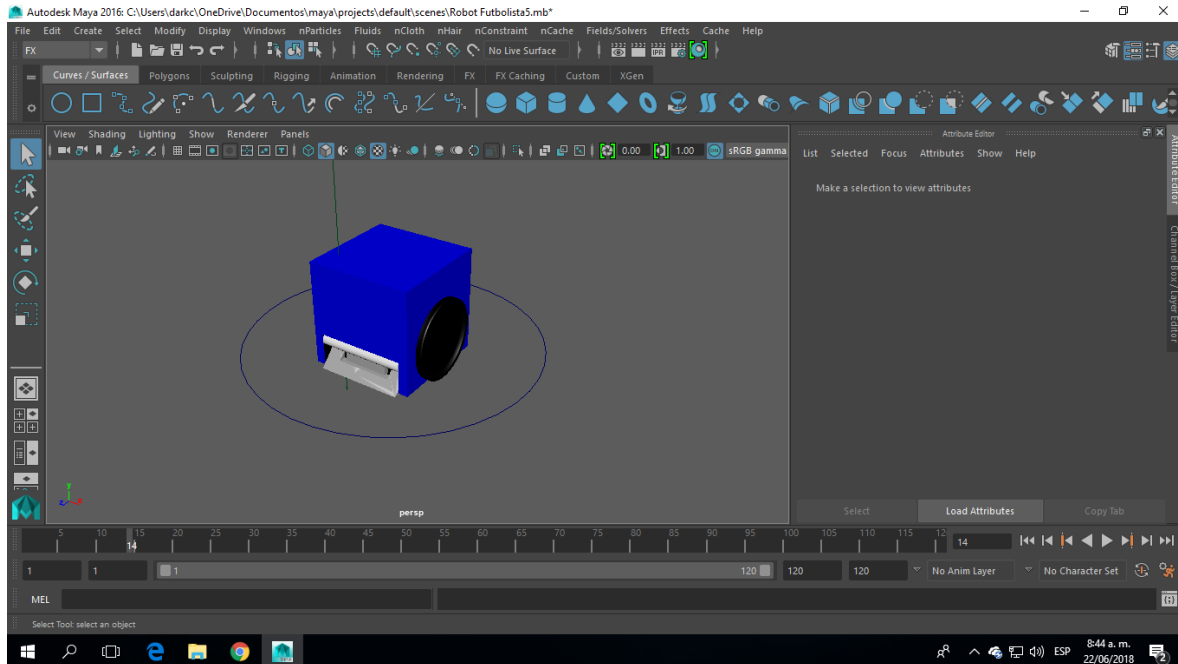 Autodesk Maya 2016: C:\Users\darkc\OneDrive\Documentos\maya\projects\default\scenes\Robot Futbolista5.mb*
File Edit Create Select Modify Display Windows nParticles Fluids nCloth nHair nConstraint nCache Fields/Solvers Effects Cache Help
FX No Live Surface IPR
Curves / Surfaces Polygons Sculpting Rigging Animation Rendering FX FX Caching Custom XGen
View Shading Lighting Show Renderer Panels
0.00 1.00 sRGB gamma
Attribute Editor
List Selected Focus Attributes Show Help
Make a selection to view attributes
Attribute Editor
Channel Box / Layer Editor
y
z x
persp
Select Load Attributes Copy Tab
5 10 15 20 25 30 35 40 45 50 55 60 65 70 75 80 85 90 95 100 105 110 115 12
14 14
1 1 1 120 120 120 No Anim Layer No Character Set
MEL
Select Tool: select an object
ESP
8:44 a. m.
22/06/2018
2